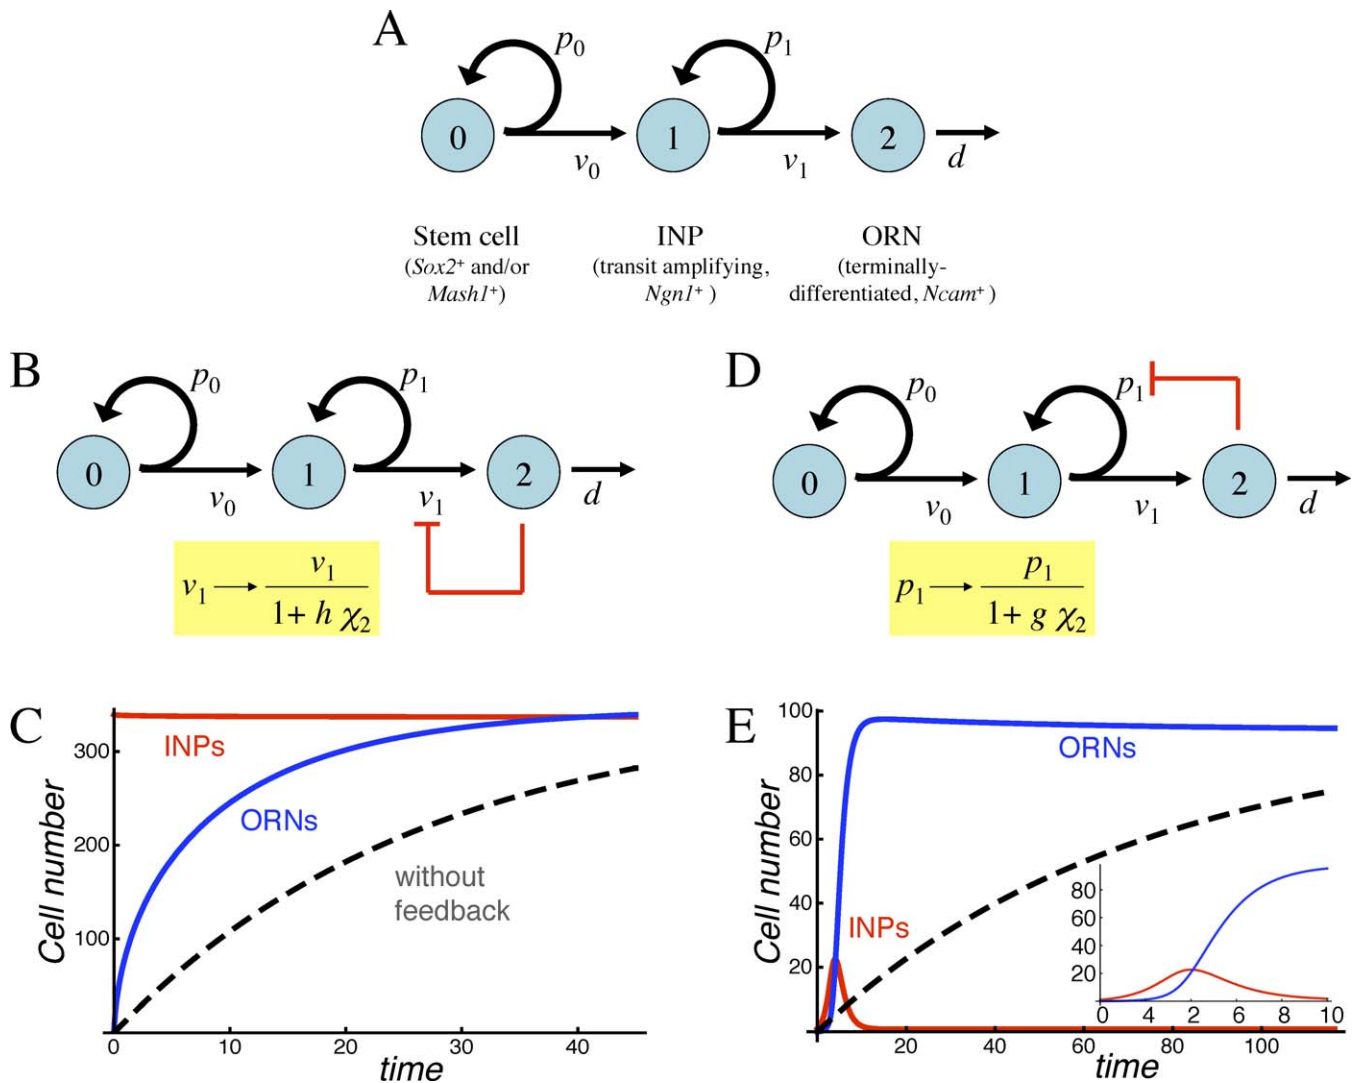 A
p0
p1
0
1
2
v0
v1
d
Stem cell
(Sox2+ and/or
Mash1+)
INP
(transit amplifying,
Ngn1+ )
ORN
(terminally-
differentiated, Ncam+)
B
p0
p1
0
1
2
v0
v1
d
v1 → v1
1+ h χ2
D
p0
p1
0
1
2
v0
v1
d
p1 → p1
1+ g χ2
C
Cell number
300
200
100
INPs
ORNs
without
feedback
0
10
20
30
40
time
E
Cell number
100
80
60
40
20
ORNs
INPs
80
60
40
20
0
4
2
6
8
10
20
40
60
80
100
time